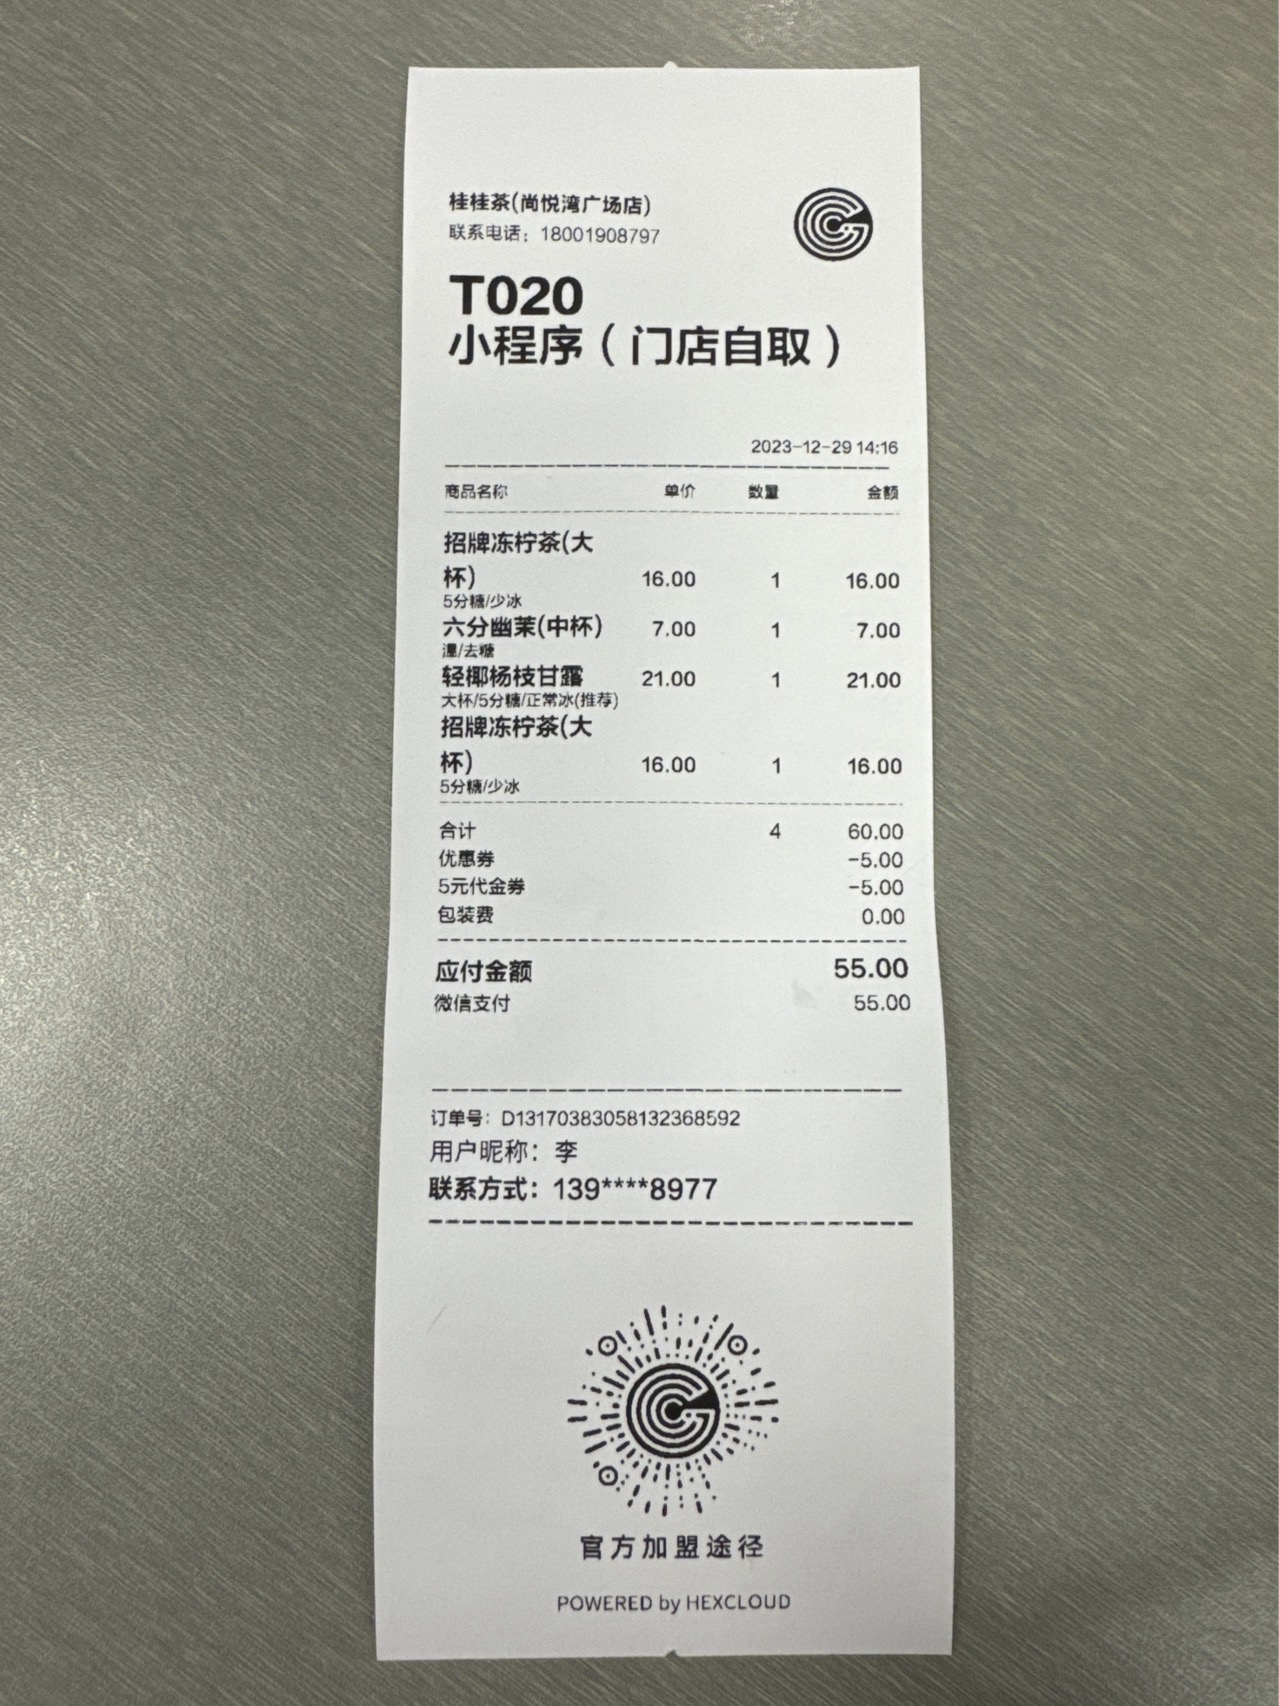 桂桂茶(尚悦湾广场店)
联系电话：18001908797
T020
小程序（门店自取）
2023-12-29 14:16
商品名称 单价 数量 金额
招牌冻柠茶(大
杯) 16.00 1 16.00
5分糖/少冰
六分幽茉(中杯) 7.00 1 7.00
温/去糖
轻椰杨枝甘露 21.00 1 21.00
大杯/5分糖/正常冰(推荐)
招牌冻柠茶(大
杯) 16.00 1 16.00
5分糖/少冰
合计 4 60.00
优惠券 -5.00
5元代金券 -5.00
包装费 0.00
应付金额 55.00
微信支付 55.00
订单号：D13170383058132368592
用户昵称：李
联系方式：139****8977
官方加盟途径
POWERED by HEXCLOUD